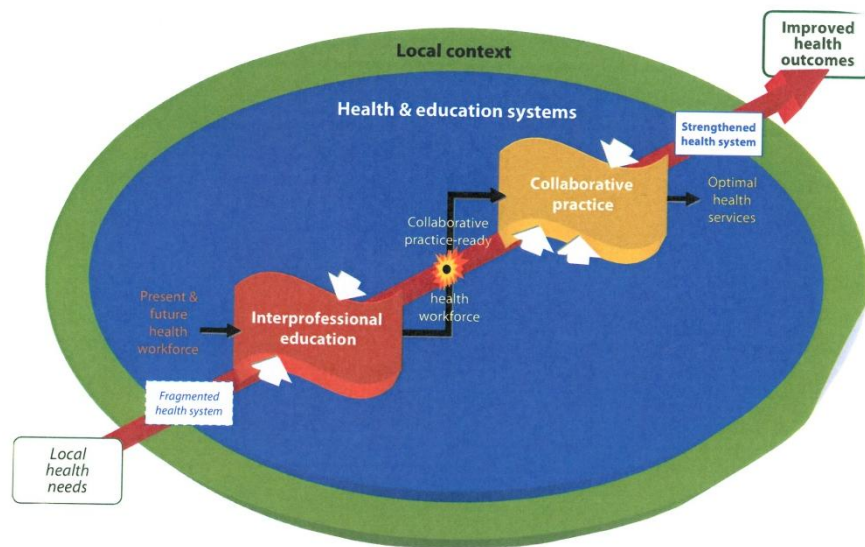 Improved
health
outcomes
Local context
Health & education systems
Strengthened
health system
Collaborative
practice
Optimal
health
services
Collaborative
practice-ready
health
workforce
Present &
future
health
workforce
Interprofessional
education
Fragmented
health system
Local
health
needs